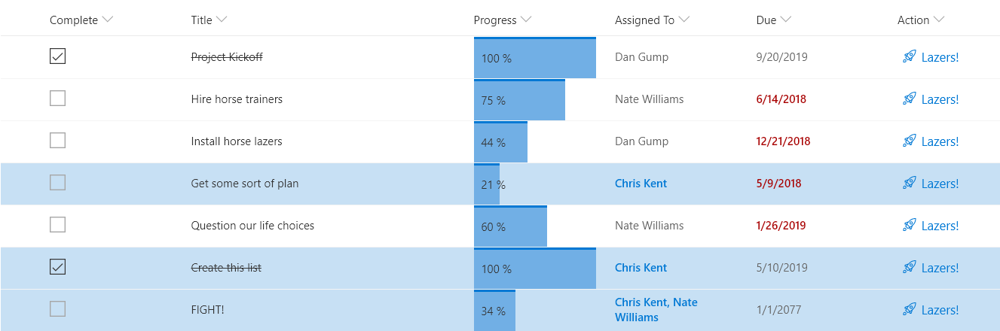 Complete Title Progress Assigned To Due Action
Project Kickoff 100 % Dan Gump 9/20/2019 Lazers!
Hire horse trainers 75 % Nate Williams 6/14/2018 Lazers!
Install horse lazers 44 % Dan Gump 12/21/2018 Lazers!
Get some sort of plan 21 % Chris Kent 5/9/2018 Lazers!
Question our life choices 60 % Nate Williams 1/26/2019 Lazers!
Create this list 100 % Chris Kent 5/10/2019 Lazers!
FIGHT! 34 % Chris Kent, Nate 1/1/2077 Lazers!
Williams